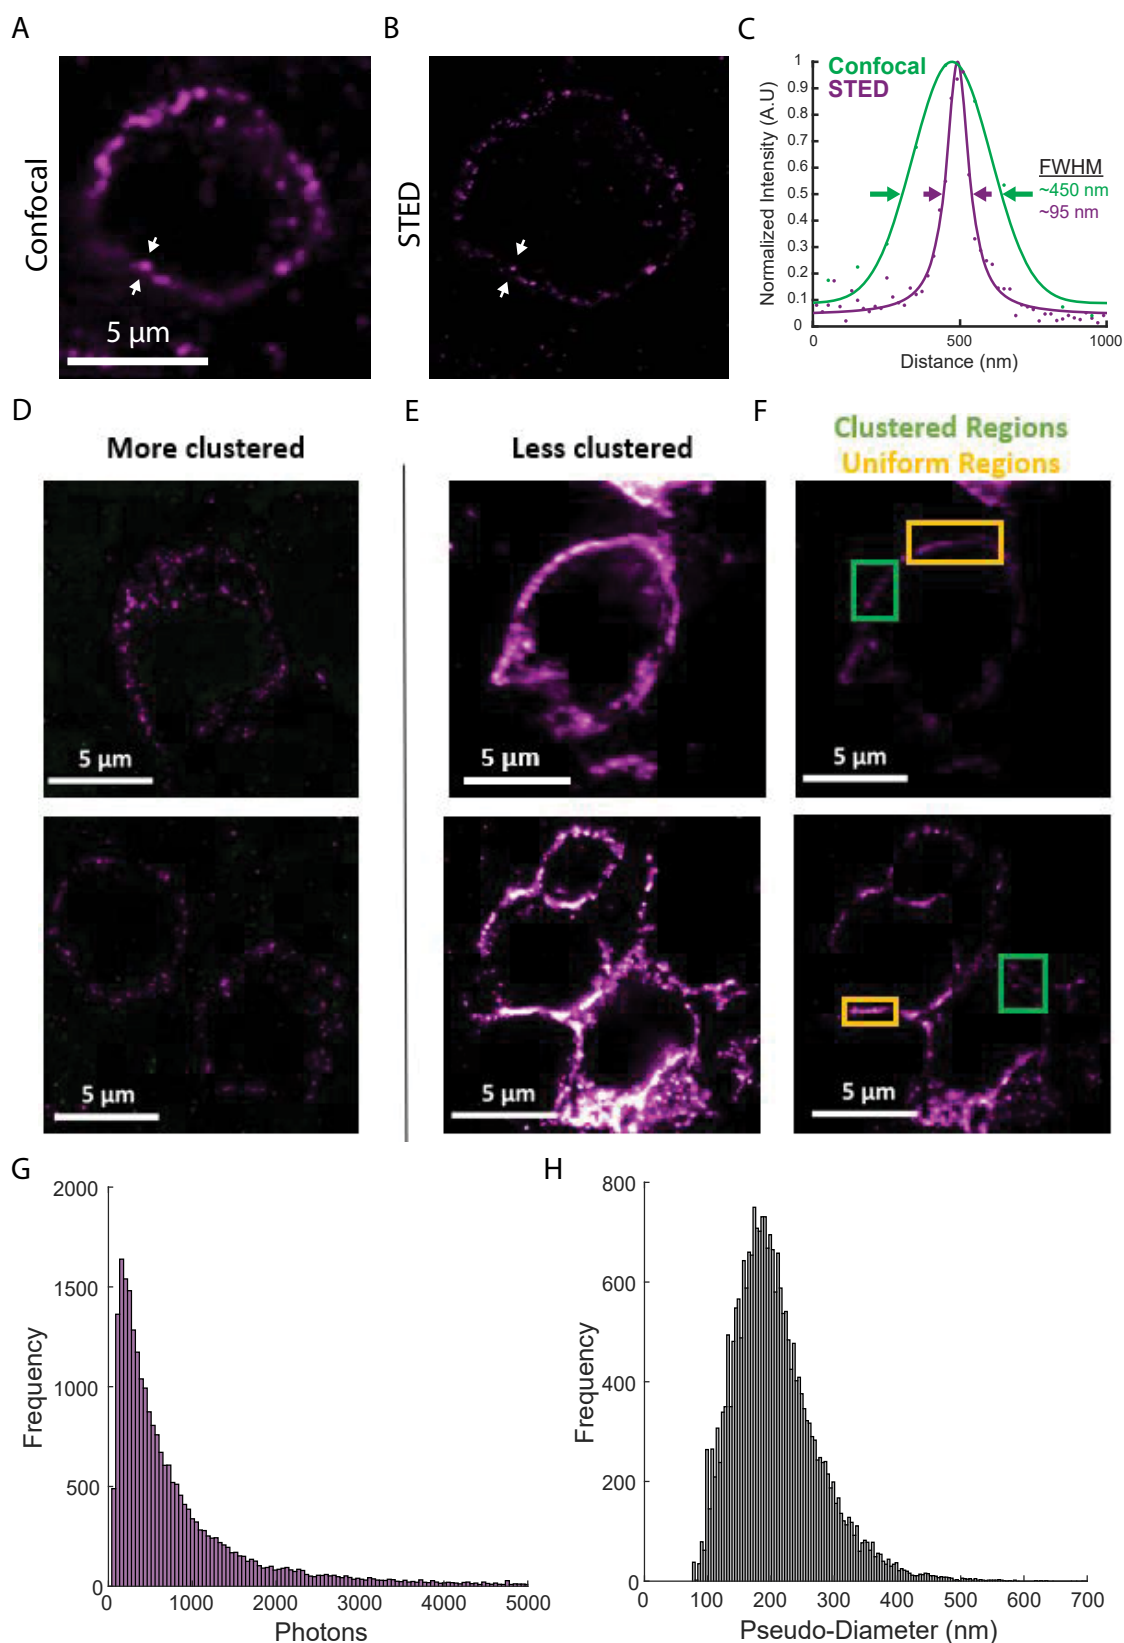 A
B
C
Confocal
5 µm
STED
Confocal
STED
Normalized Intensity (A.U)
1
0.9
0.8
0.7
0.6
0.5
0.4
0.3
0.2
0.1
0
0
500
1000
Distance (nm)
FWHM
~450 nm
~95 nm
D
E
F
More clustered
Less clustered
Clustered Regions
Uniform Regions
5 µm
5 µm
5 µm
5 µm
5 µm
5 µm
G
H
Frequency
2000
1500
1000
500
0
0
1000
2000
3000
4000
5000
Photons
Frequency
800
600
400
200
0
0
100
200
300
400
500
600
700
Pseudo-Diameter (nm)